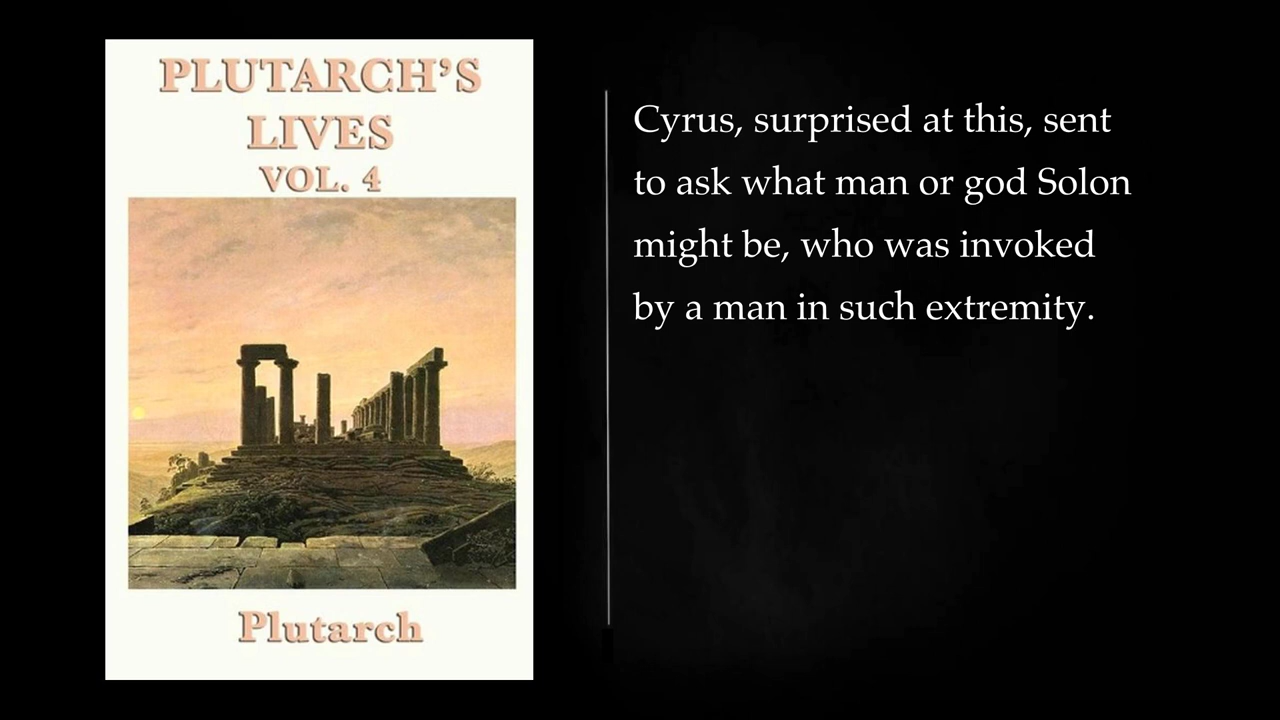 PLUTARCH'S
LIVES
VOL. 4
Plutarch
Cyrus, surprised at this, sent
to ask what man or god Solon
might be, who was invoked
by a man in such extremity.